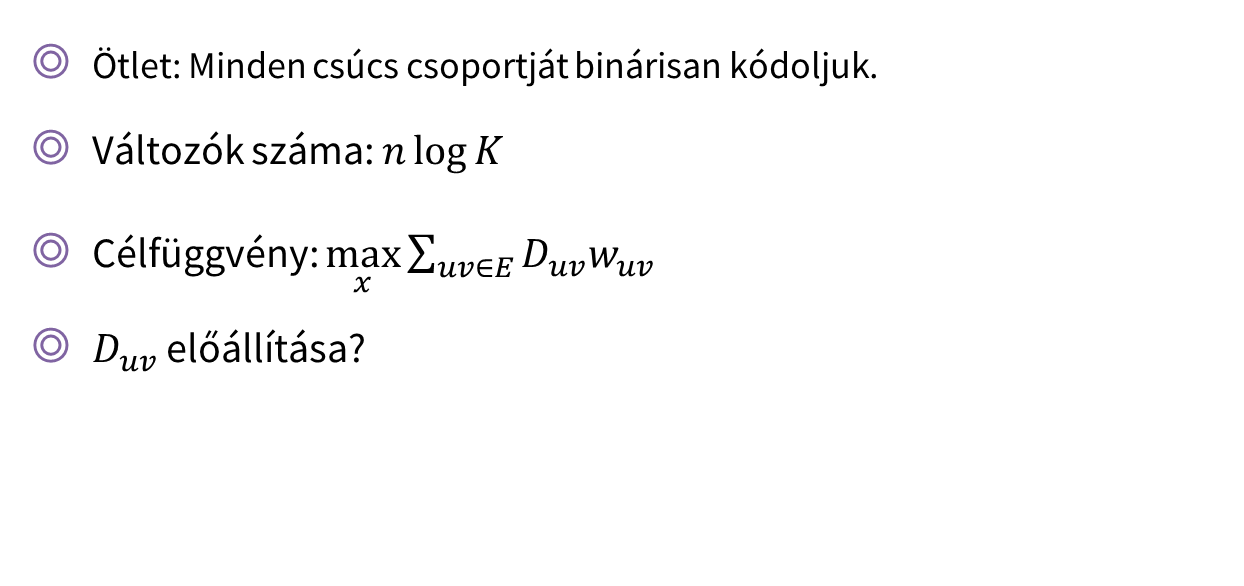 Ötlet: Minden csúcs csoportját binárisan kódoljuk.
Változók száma: n log K
Célfüggvény: max_x ∑_{uv∈E} D_{uv}w_{uv}
D_{uv} előállítása?